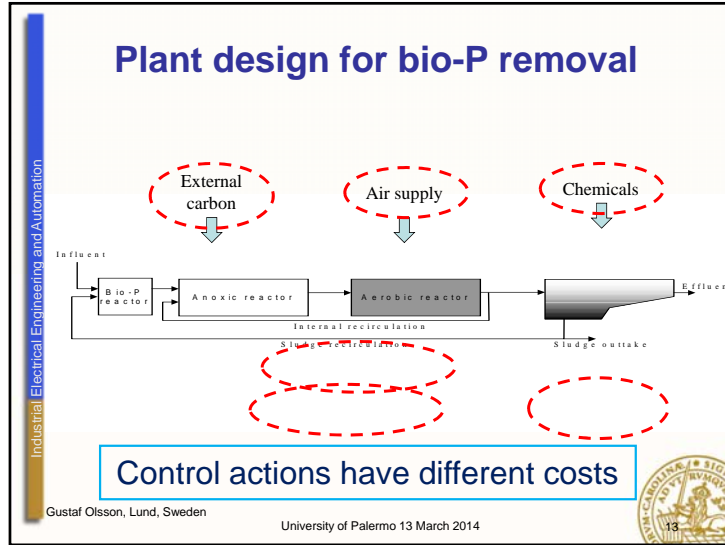 Plant design for bio-P removal
Industrial Electrical Engineering and Automation
External
carbon
Air supply
Chemicals
Influent
Bio-P
reactor
Anoxic reactor
Aerobic reactor
Effluent
Internal recirculation
Sludge recirculation
Sludge outtake
Control actions have different costs
Gustaf Olsson, Lund, Sweden
University of Palermo 13 March 2014
13